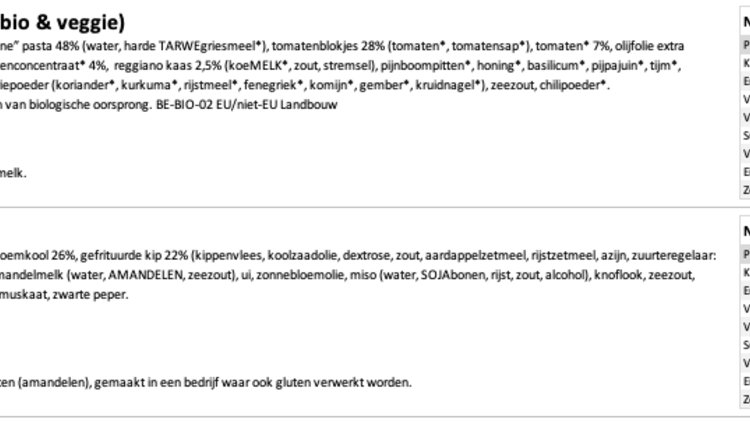 bio & veggie)
ne" pasta 48% (water, harde TARWEgriesmeel*), tomatenblokjes 28% (tomaten*, tomatensap*), tomaten* 7%, olijfolie extra
enconcentraat* 4%, reggiano kaas 2,5% (koeMELK*, zout, stremsel), pijnboompitten*, honing*, basilicum*, pijpajuin*, tijm*,
iepoeder (koriander*, kurkuma*, rijstmeel*, fenegriek*, komijn*, gember*, kruidnagel*), zeezout, chilipoeder*.
n van biologische oorsprong. BE-BIO-02 EU/niet-EU Landbouw
melk.
N
P
K
E
V
V
S
V
E
Z
oemkool 26%, gefrituurde kip 22% (kippenvlees, koolzaadolie, dextrose, zout, aardappelzetmeel, rijstzetmeel, azijn, zuurteregelaar:
mandelmelk (water, AMANDELEN, zeezout), ui, zonnebloemolie, miso (water, SOJAbonen, rijst, zout, alcohol), knoflook, zeezout,
muskaat, zwarte peper.
ten (amandelen), gemaakt in een bedrijf waar ook gluten verwerkt worden.
N
P
K
E
V
V
S
V
E
Z